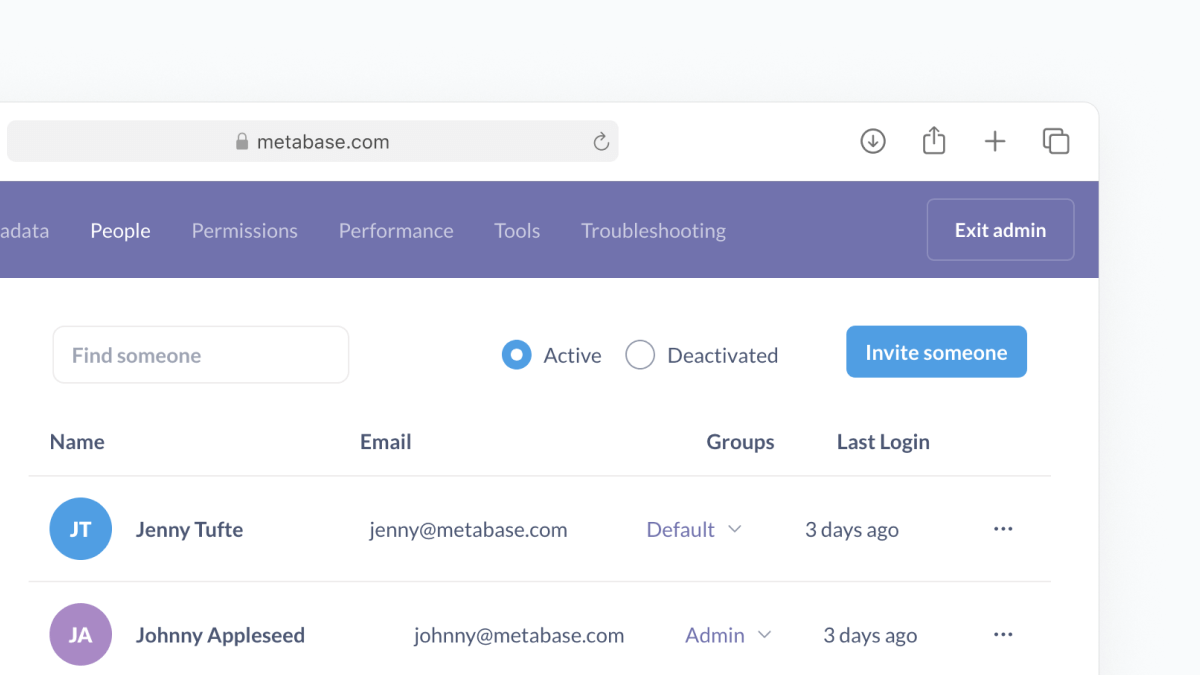 metabase.com
adata People Permissions Performance Tools Troubleshooting Exit admin
Find someone Active Deactivated Invite someone
Name Email Groups Last Login
JT Jenny Tufte jenny@metabase.com Default 3 days ago
JA Johnny Appleseed johnny@metabase.com Admin 3 days ago